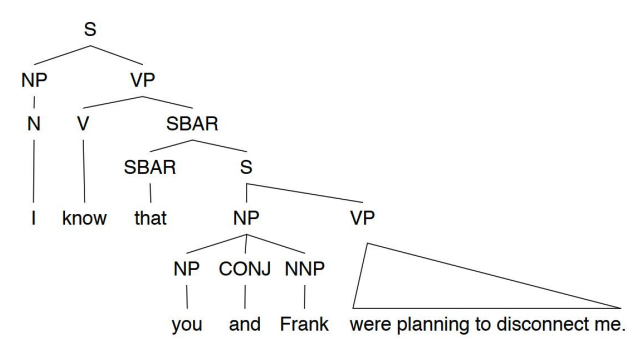 S
NP VP
N V SBAR
SBAR S
I know that NP VP
NP CONJ NNP
you and Frank were planning to disconnect me.